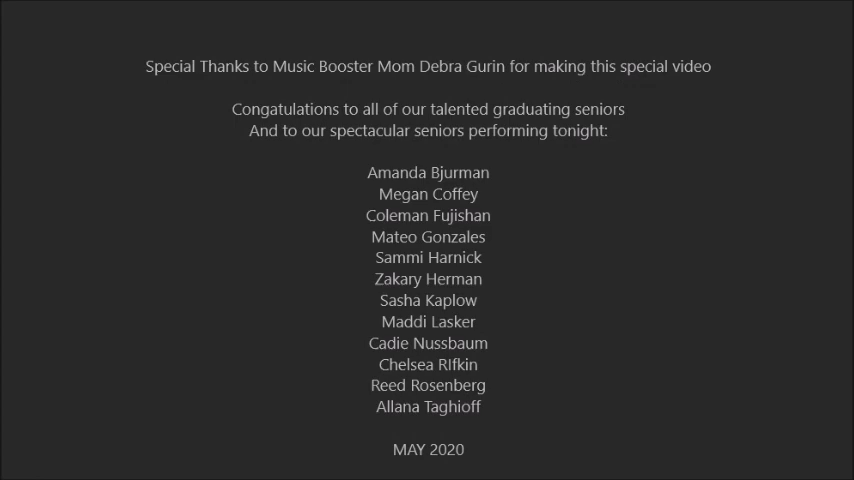 Special Thanks to Music Booster Mom Debra Gurin for making this special video
Congatulations to all of our talented graduating seniors
And to our spectacular seniors performing tonight:
Amanda Bjurman
Megan Coffey
Coleman Fujishan
Mateo Gonzales
Sammi Harnick
Zakary Herman
Sasha Kaplow
Maddi Lasker
Cadie Nussbaum
Chelsea RIfkin
Reed Rosenberg
Allana Taghioff
MAY 2020